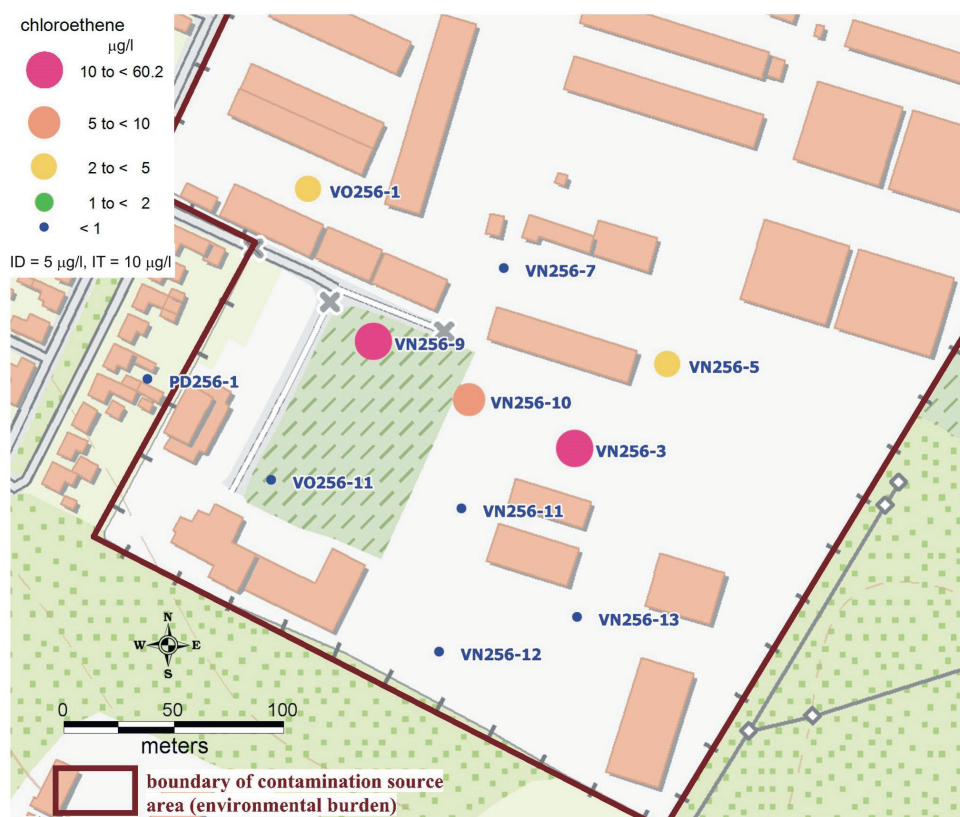 chloroethene
µg/l
10 to < 60.2
5 to < 10
2 to < 5
1 to < 2
< 1
ID = 5 µg/l, IT = 10 µg/l
VO256-1
VN256-7
VN256-9
VN256-5
PD256-1
VN256-10
VN256-3
VO256-11
VN256-11
VN256-13
VN256-12
N
W E
S
0 50 100
meters
boundary of contamination source
area (environmental burden)